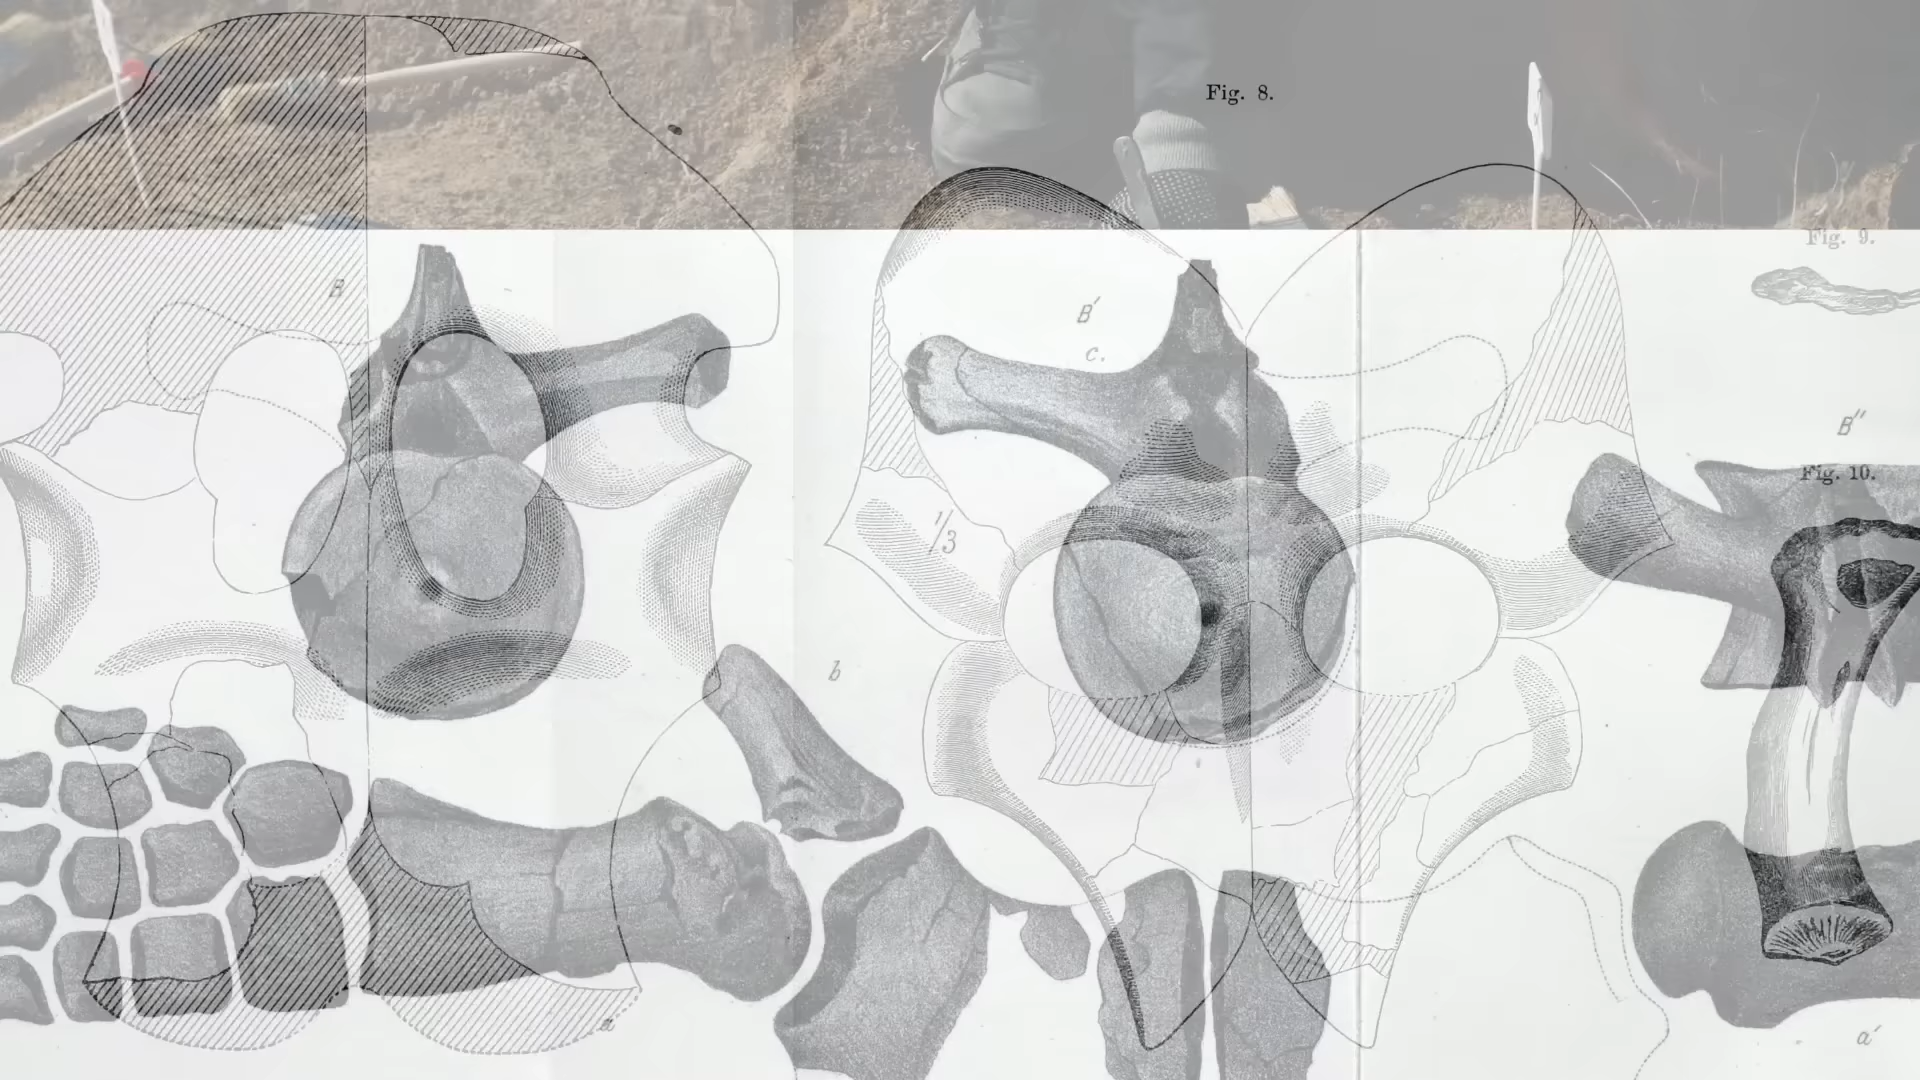 Fig. 8.
Fig. 9.
B
B′
c.
B″
Fig. 10.
1/3
b
a
a′